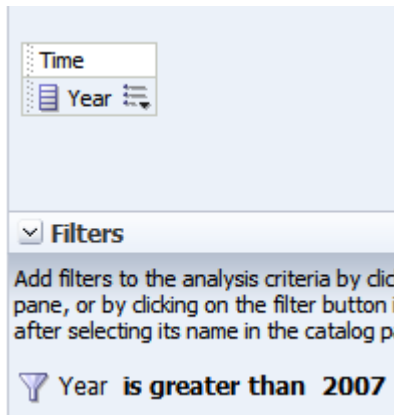 Time
Year
Filters
Add filters to the analysis criteria by
pane, or by clicking on the filter button
after selecting its name in the catalog
Year is greater than 2007